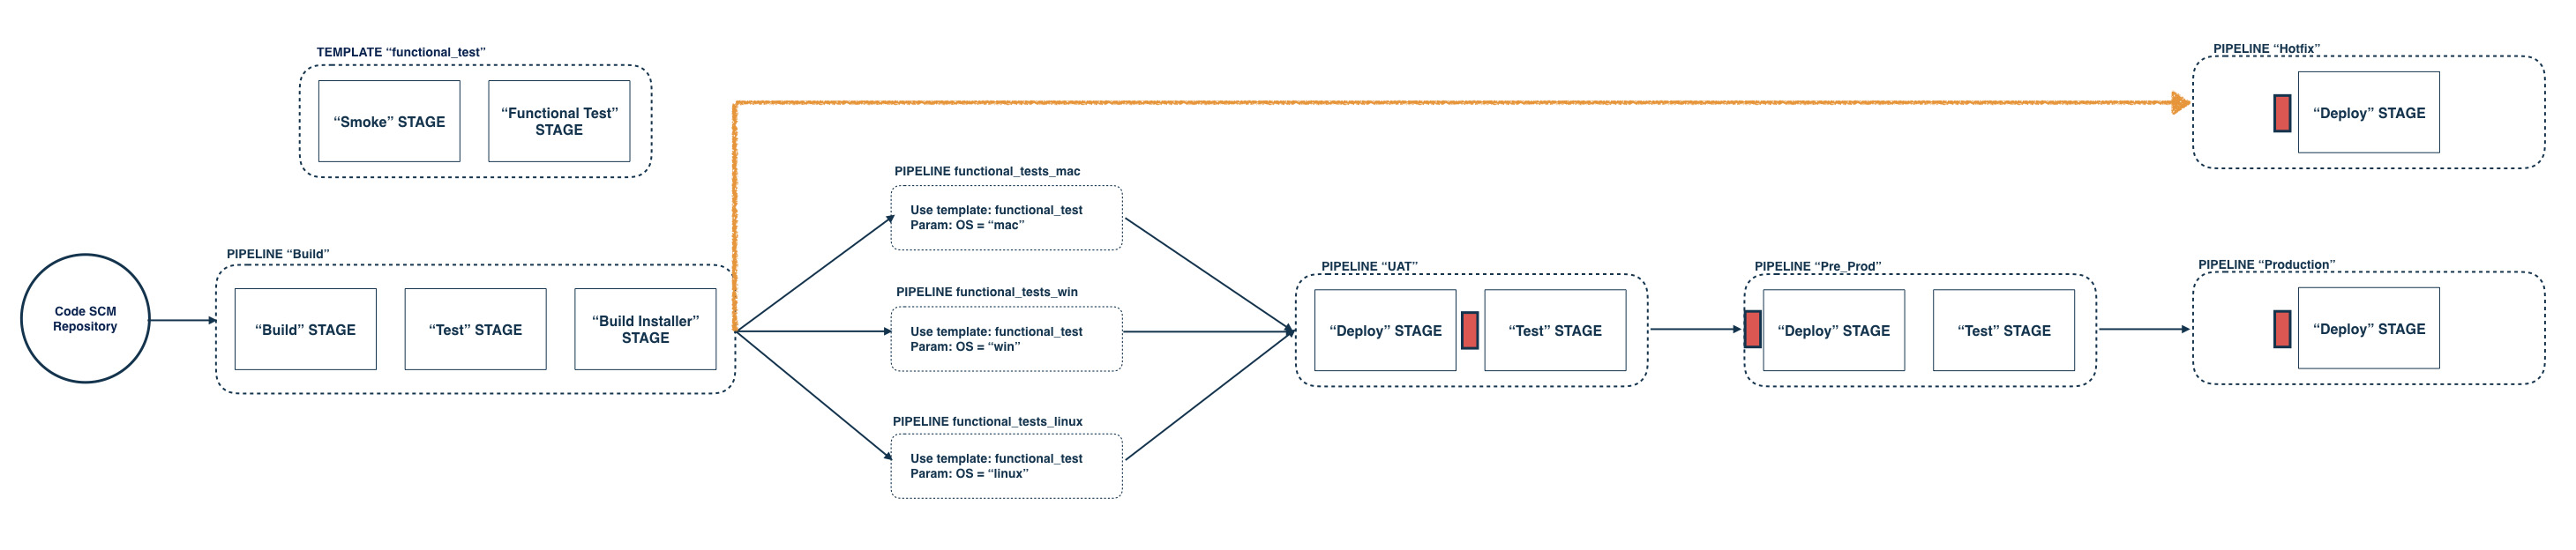 TEMPLATE “functional_test”
“Smoke” STAGE
“Functional Test”
STAGE
PIPELINE “Hotfix”
“Deploy” STAGE
Code SCM
Repository
PIPELINE “Build”
“Build” STAGE
“Test” STAGE
“Build Installer”
STAGE
PIPELINE functional_tests_mac
Use template: functional_test
Param: OS = “mac”
PIPELINE functional_tests_win
Use template: functional_test
Param: OS = “win”
PIPELINE functional_tests_linux
Use template: functional_test
Param: OS = “linux”
PIPELINE “UAT”
“Deploy” STAGE
“Test” STAGE
PIPELINE “Pre_Prod”
“Deploy” STAGE
“Test” STAGE
PIPELINE “Production”
“Deploy” STAGE